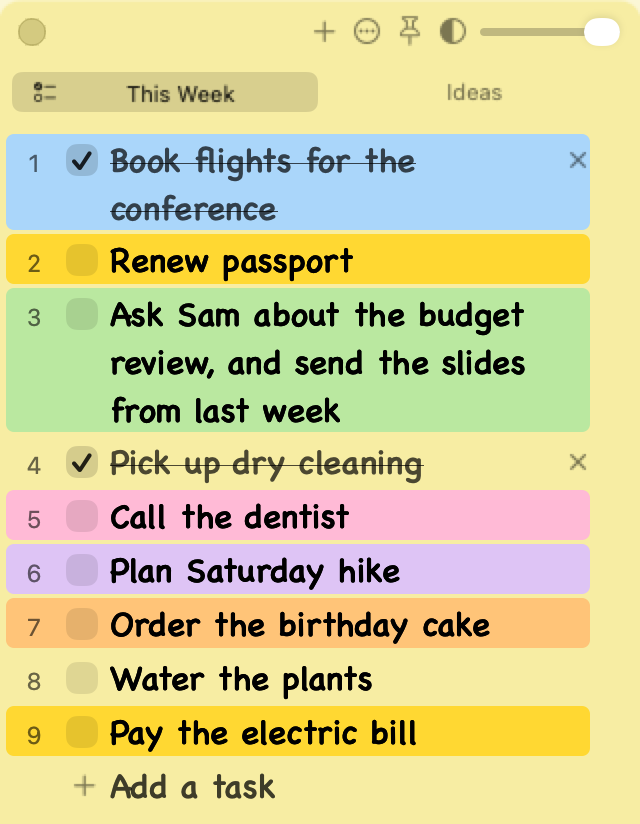 This Week
Ideas
1 Book flights for the
conference
2 Renew passport
3 Ask Sam about the budget
review, and send the slides
from last week
4 Pick up dry cleaning
5 Call the dentist
6 Plan Saturday hike
7 Order the birthday cake
8 Water the plants
9 Pay the electric bill
+ Add a task